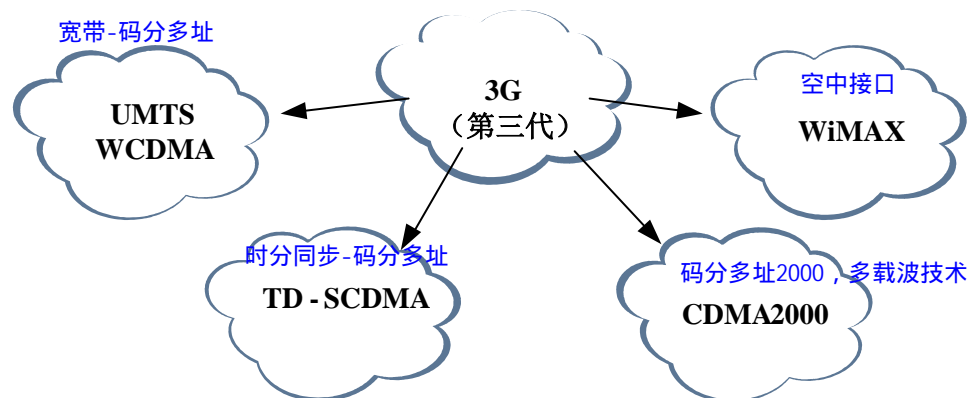 宽带-码分多址
UMTS
WCDMA
3G
（第三代）
空中接口
WiMAX
时分同步-码分多址
TD - SCDMA
码分多址2000，多载波技术
CDMA2000